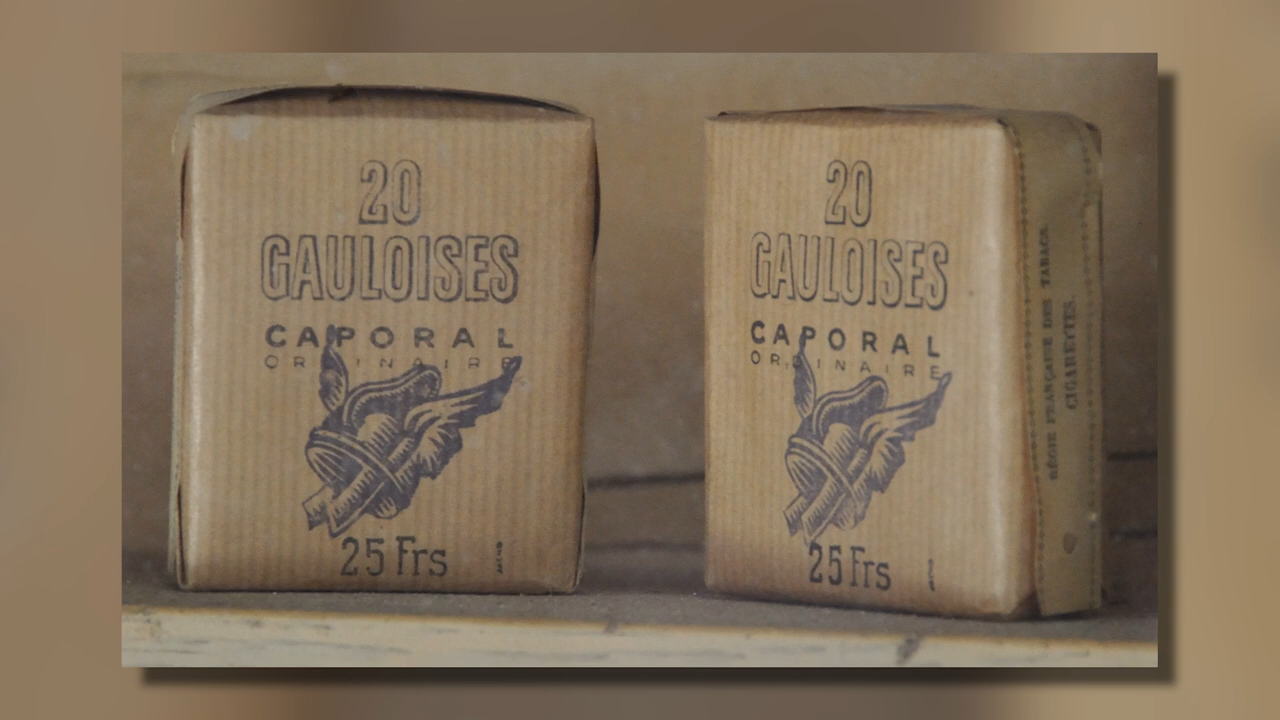 20
GAULOISES
CAPORAL
ORDINAIRE
25 Frs
20
GAULOISES
CAPORAL
ORDINAIRE
25 Frs
RÉGIE FRANÇAISE DES TABACS.
CIGARETTES.